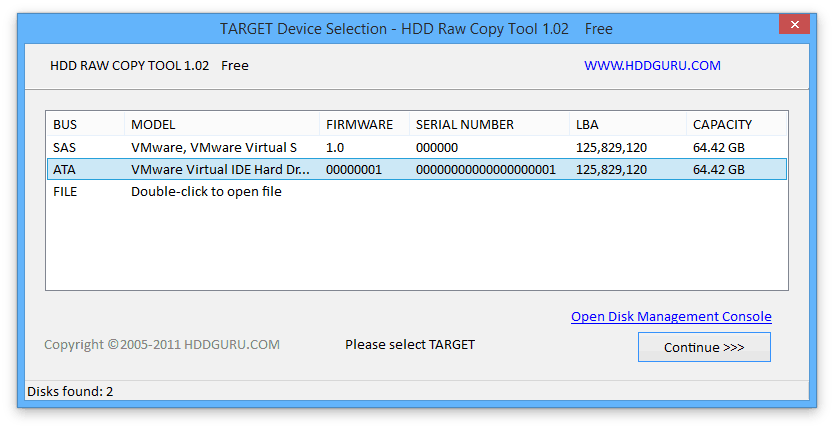 TARGET Device Selection - HDD Raw Copy Tool 1.02 Free
HDD RAW COPY TOOL 1.02 Free WWW.HDDGURU.COM
BUS MODEL FIRMWARE SERIAL NUMBER LBA CAPACITY
SAS VMware, VMware Virtual S 1.0 000000 125,829,120 64.42 GB
ATA VMware Virtual IDE Hard Dr... 00000001 00000000000000000001 125,829,120 64.42 GB
FILE Double-click to open file
Open Disk Management Console
Copyright ©2005-2011 HDDGURU.COM Please select TARGET Continue >>>
Disks found: 2